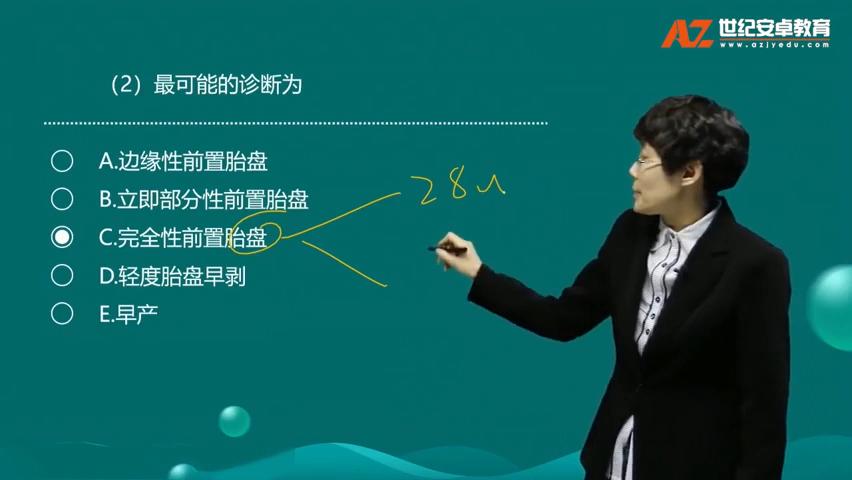 AZ 世纪安卓教育
www.azjyedu.com
（2）最可能的诊断为
A.边缘性前置胎盘
B.立即部分性前置胎盘
28w
C.完全性前置胎盘
D.轻度胎盘早剥
E.早产